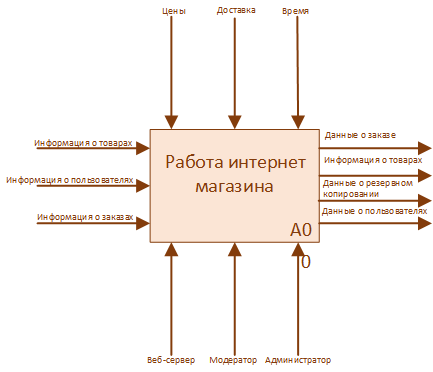 Цены
Доставка
Время
Информация о товарах
Информация о пользователях
Информация о заказах
Работа интернет
магазина
A0
0
Данные о заказе
Информация о товарах
Данные о резервном
копировании
Данные о пользователях
Веб-сервер
Модератор
Администратор